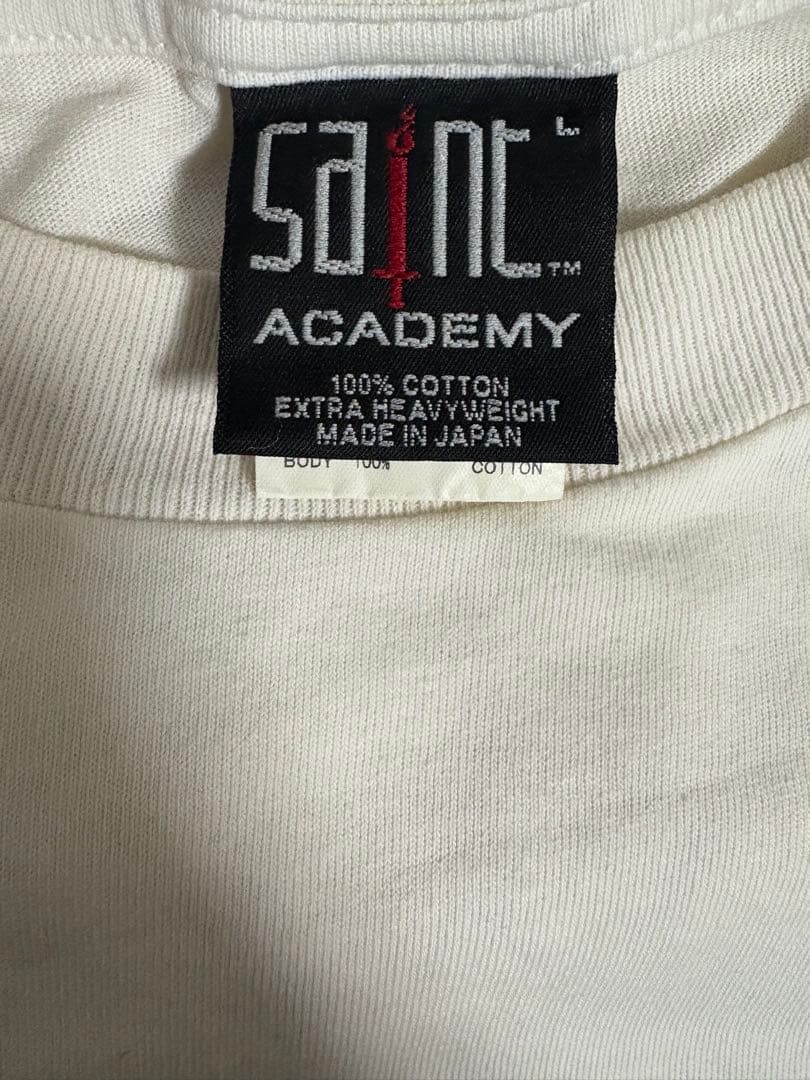 saint L
TM
ACADEMY
100% COTTON
EXTRA HEAVYWEIGHT
MADE IN JAPAN
BODY 100% COTTON